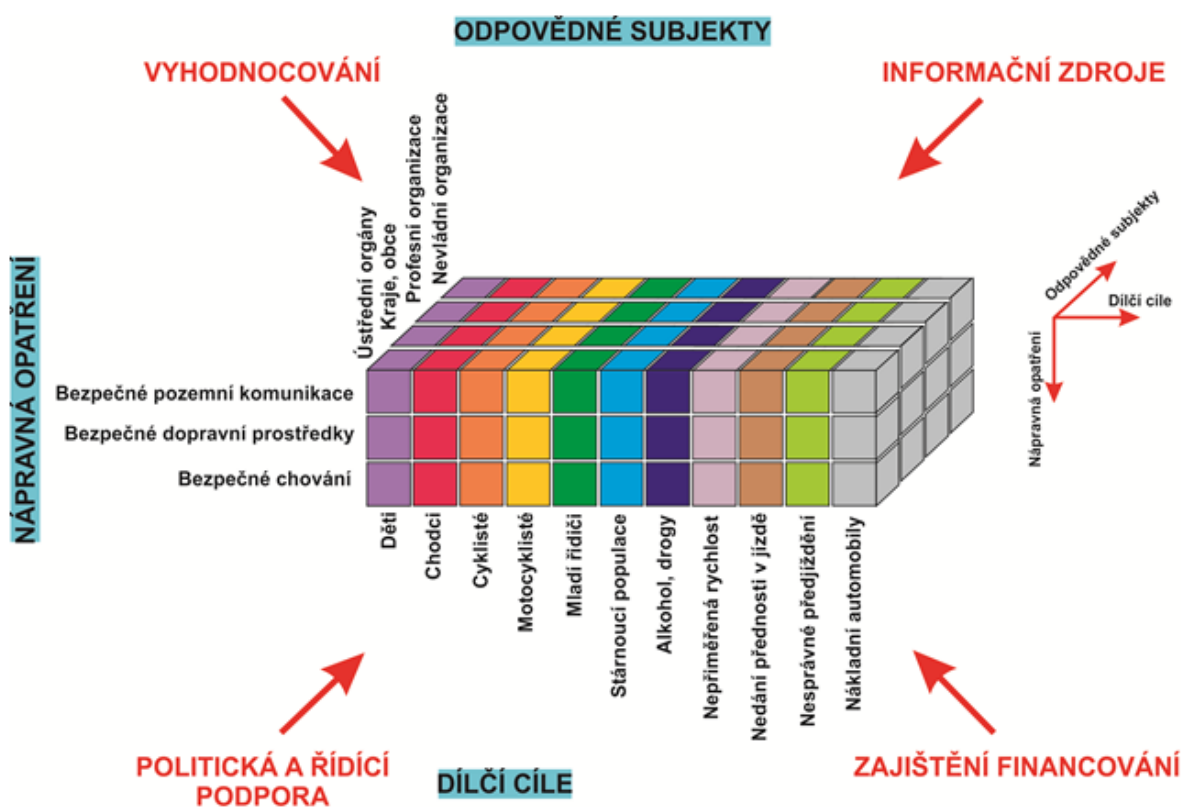 ODPOVĚDNÉ SUBJEKTY
VYHODNOCOVÁNÍ
INFORMAČNÍ ZDROJE
Ústřední orgány
Kraje, obce
Profesní organizace
Nevládní organizace
Odpovědné subjekty
Dílčí cíle
Nápravná opatření
NÁPRAVNÁ OPATŘENÍ
Bezpečné pozemní komunikace
Bezpečné dopravní prostředky
Bezpečné chování
Děti
Chodci
Cyklisté
Motocyklisté
Mladí řidiči
Stárnoucí populace
Alkohol, drogy
Nepřiměřená rychlost
Nedání přednosti v jízdě
Nesprávné předjíždění
Nákladní automobily
POLITICKÁ A ŘÍDÍCÍ
PODPORA
DÍLČÍ CÍLE
ZAJIŠTĚNÍ FINANCOVÁNÍ